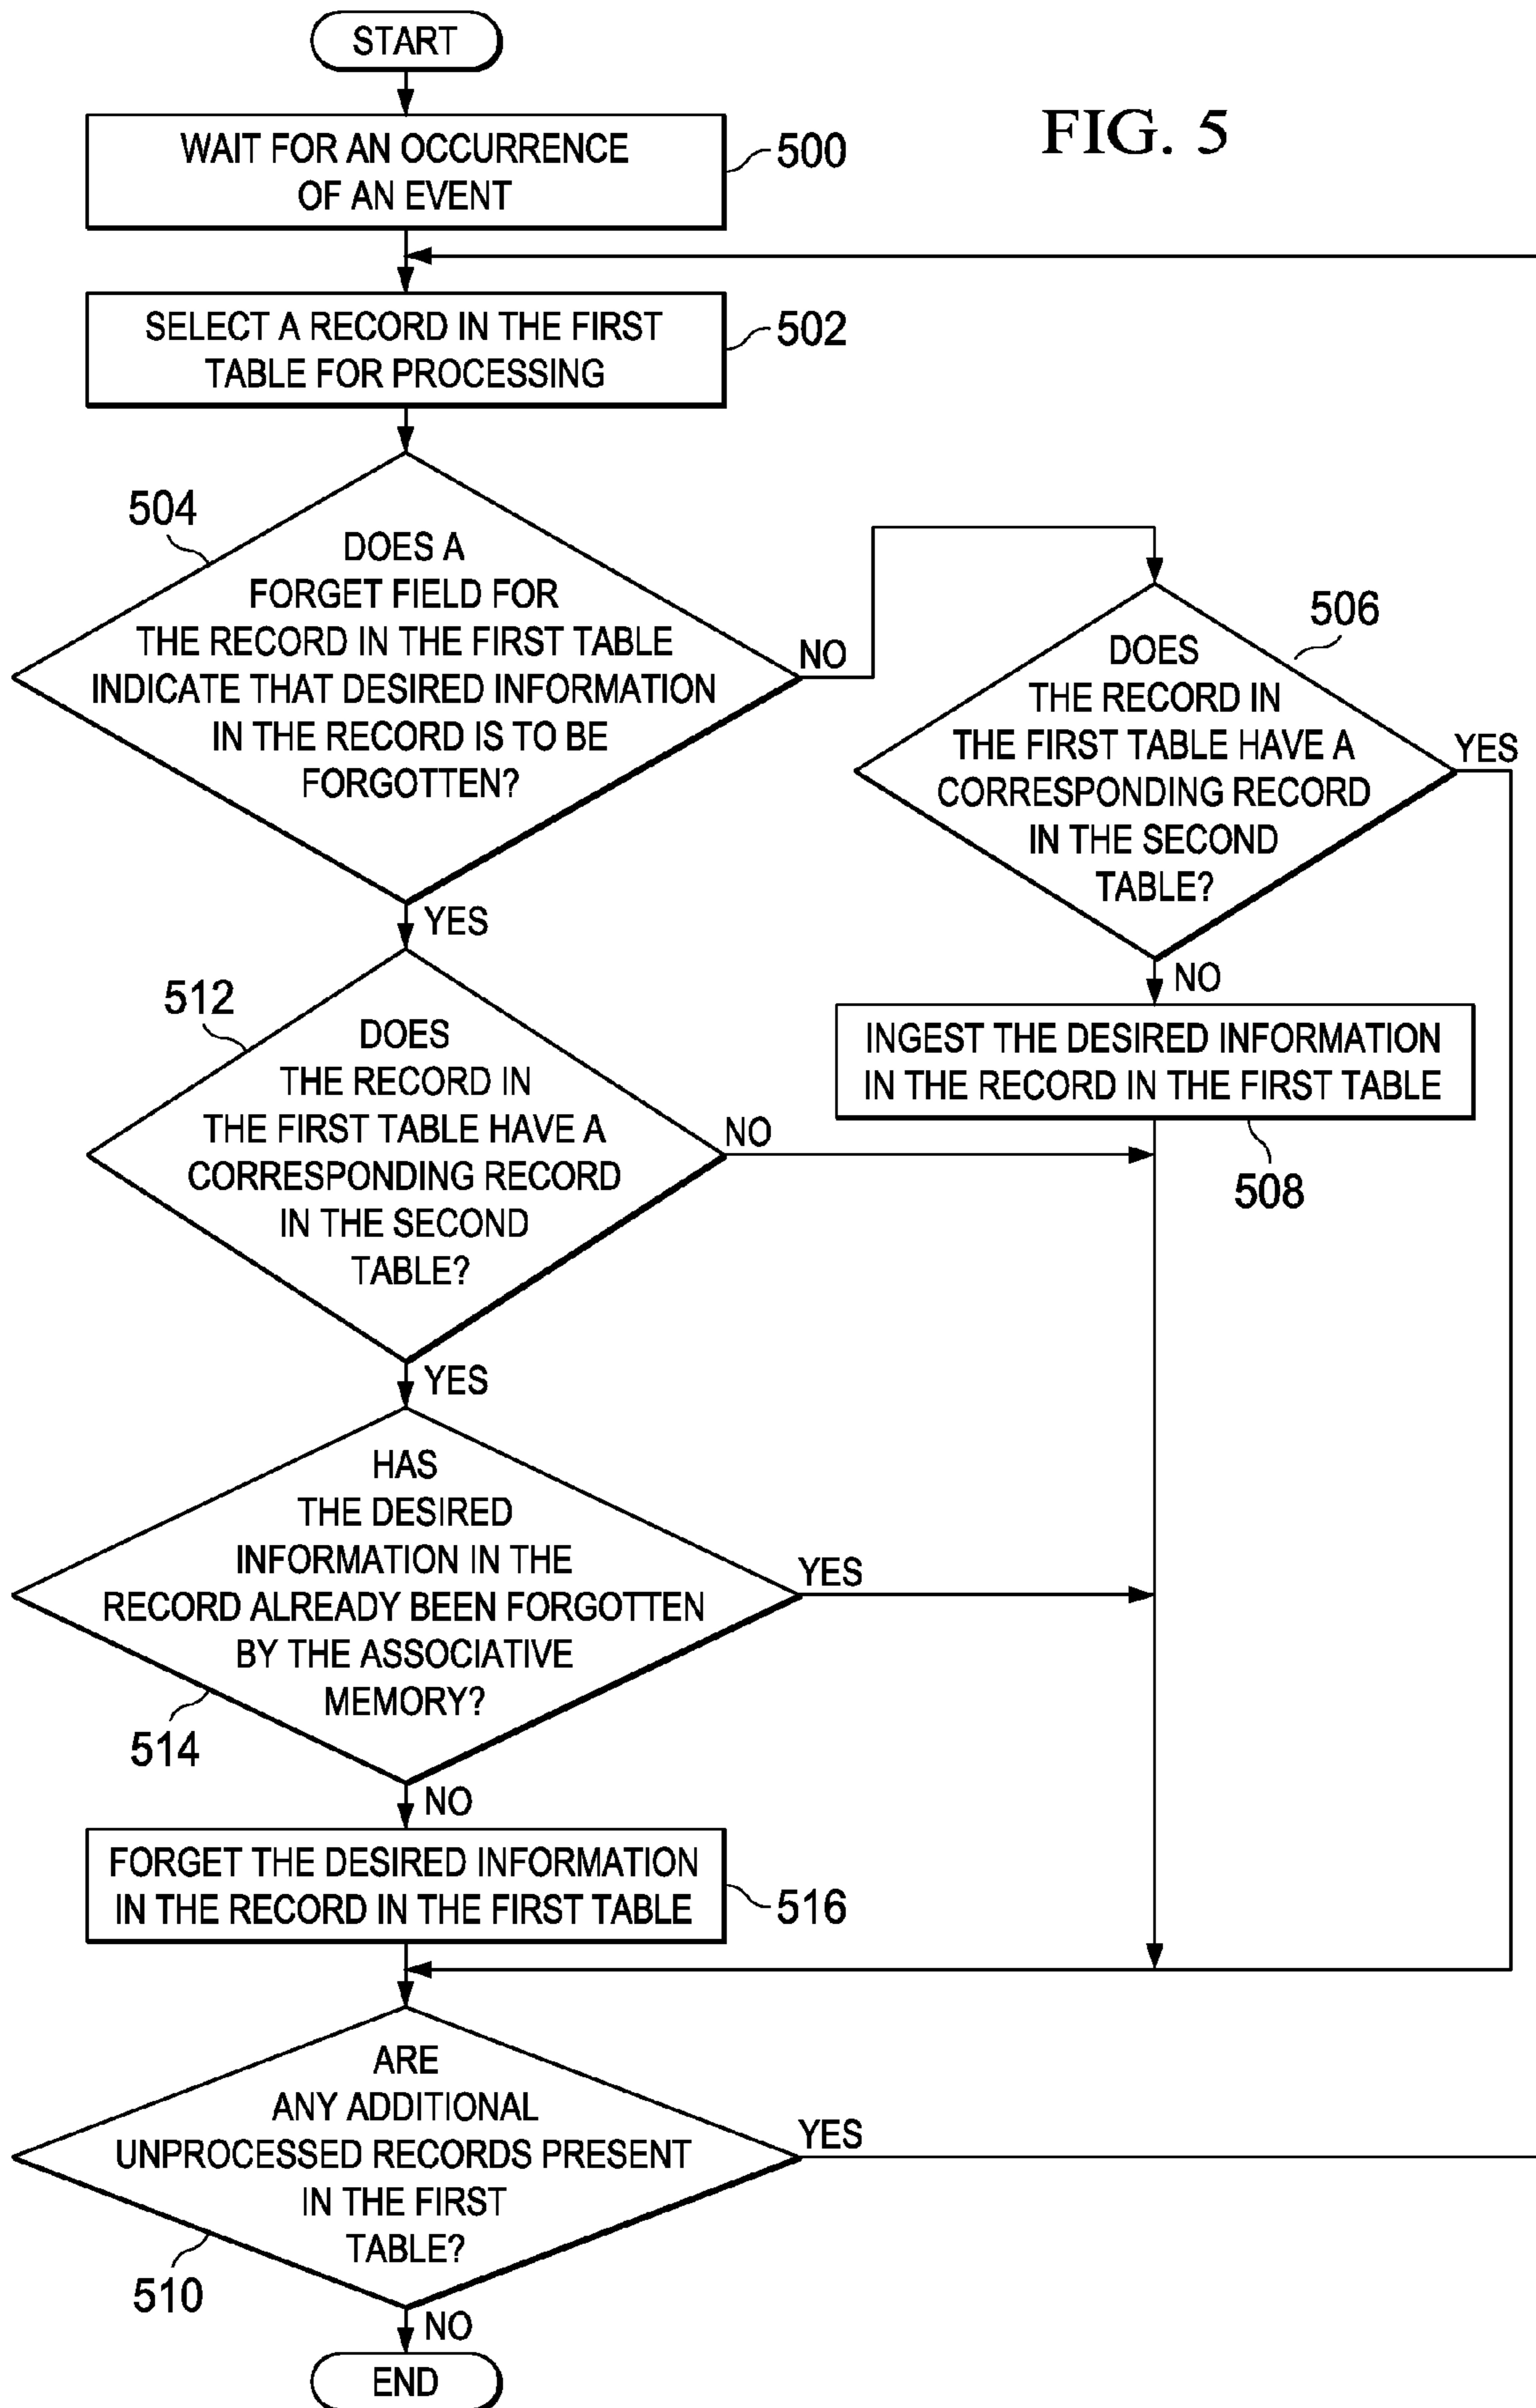 START
FIG. 5
WAIT FOR AN OCCURRENCE
OF AN EVENT
500
SELECT A RECORD IN THE FIRST
TABLE FOR PROCESSING
502
504
DOES A
FORGET FIELD FOR
THE RECORD IN THE FIRST TABLE
INDICATE THAT DESIRED INFORMATION
IN THE RECORD IS TO BE
FORGOTTEN?
NO
YES
506
DOES
THE RECORD IN
THE FIRST TABLE HAVE A
CORRESPONDING RECORD
IN THE SECOND
TABLE?
YES
NO
INGEST THE DESIRED INFORMATION
IN THE RECORD IN THE FIRST TABLE
508
512
DOES
THE RECORD IN
THE FIRST TABLE HAVE A
CORRESPONDING RECORD
IN THE SECOND
TABLE?
NO
YES
HAS
THE DESIRED
INFORMATION IN THE
RECORD ALREADY BEEN FORGOTTEN
BY THE ASSOCIATIVE
MEMORY?
YES
514
NO
FORGET THE DESIRED INFORMATION
IN THE RECORD IN THE FIRST TABLE
516
ARE
ANY ADDITIONAL
UNPROCESSED RECORDS PRESENT
IN THE FIRST
TABLE?
YES
510
NO
END